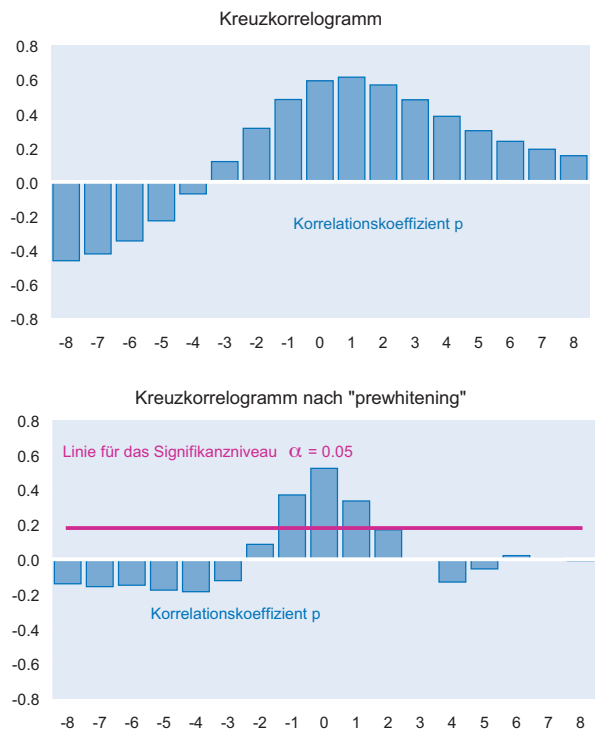 Kreuzkorrelogramm
0.8
0.6
0.4
0.2
0.0
-0.2
-0.4
-0.6
-0.8
Korrelationskoeffizient p
-8 -7 -6 -5 -4 -3 -2 -1 0 1 2 3 4 5 6 7 8
Kreuzkorrelogramm nach "prewhitening"
0.8
Linie für das Signifikanzniveau α = 0.05
0.6
0.4
0.2
0.0
-0.2
Korrelationskoeffizient p
-0.4
-0.6
-0.8
-8 -7 -6 -5 -4 -3 -2 -1 0 1 2 3 4 5 6 7 8